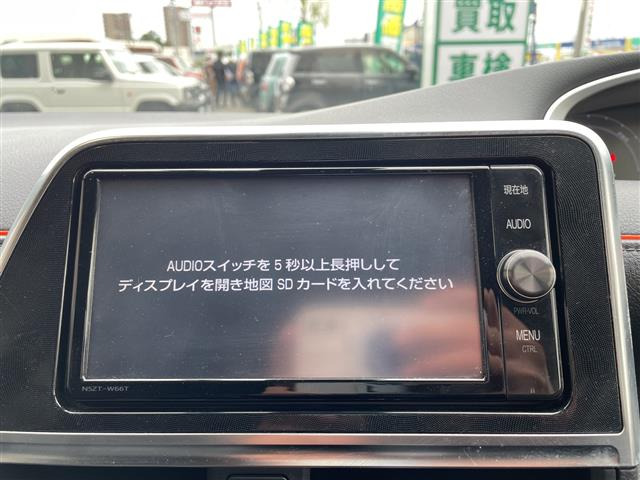 買取
車検
現在地
AUDIO
AUDIOスイッチを5秒以上長押しして
ディスプレイを開き地図SDカードを入れてください
PWR·VOL
MENU
CTRL
NSZT-W66T